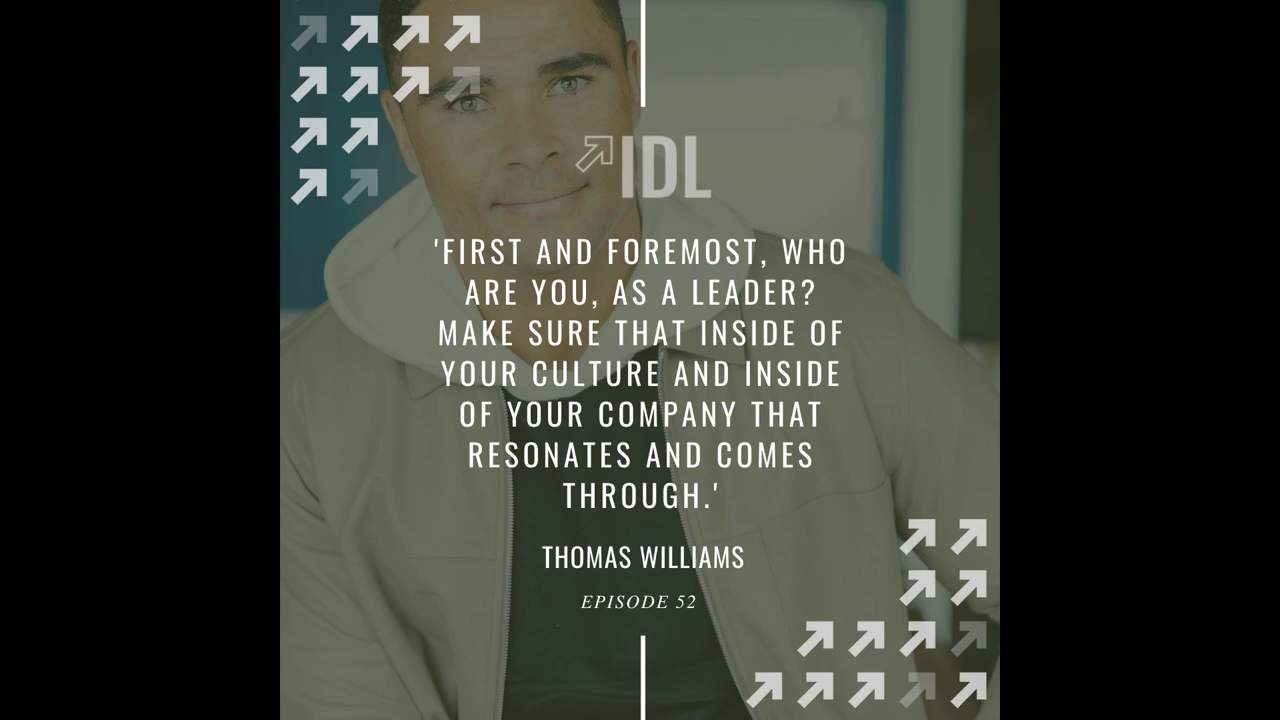 IDL
'FIRST AND FOREMOST, WHO
ARE YOU, AS A LEADER?
MAKE SURE THAT INSIDE OF
YOUR CULTURE AND INSIDE
OF YOUR COMPANY THAT
RESONATES AND COMES
THROUGH.'
THOMAS WILLIAMS
EPISODE 52